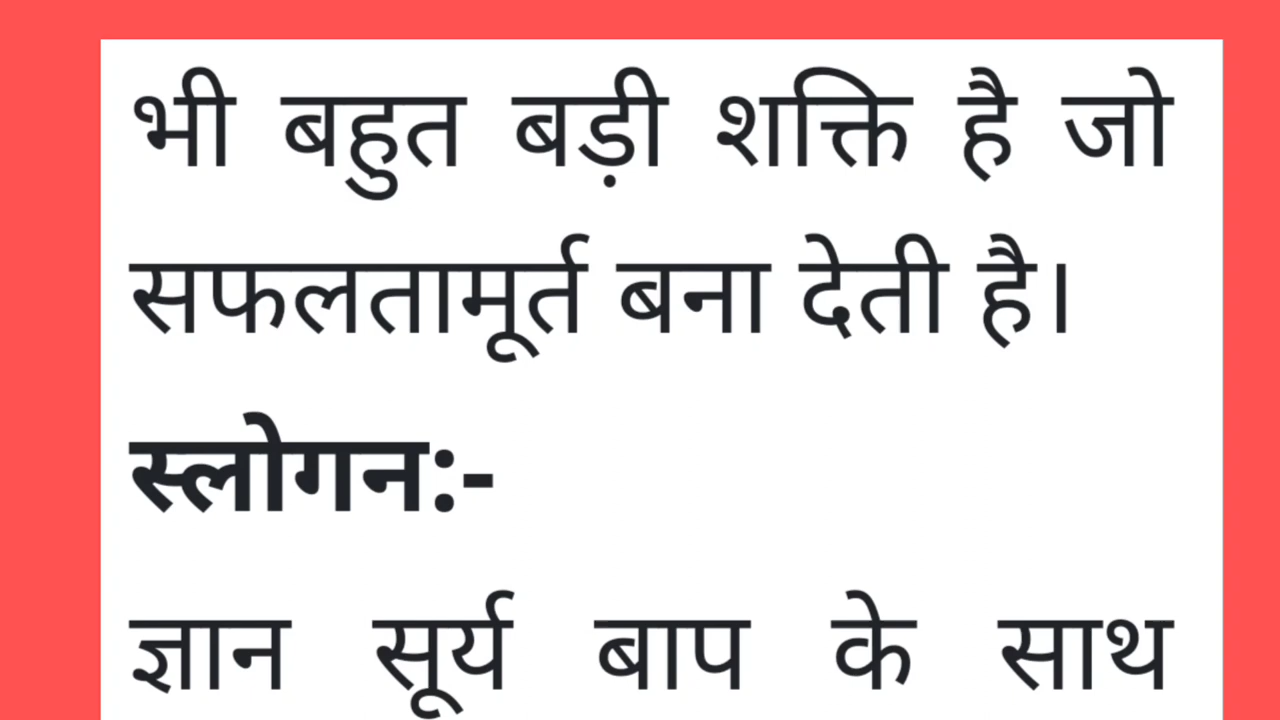 भी बहुत बड़ी शक्ति है जो
सफलतामूर्त बना देती है।
स्लोगन:-
ज्ञान सूर्य बाप के साथ